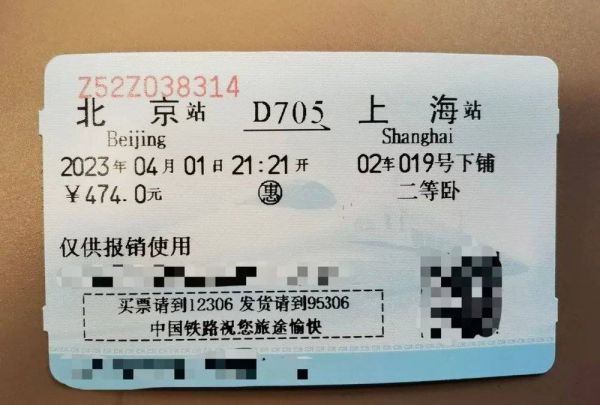 Z52Z038314
北京站 D705 上海站
Beijing Shanghai
2023年04月01日21:21开 02车019号下铺
￥474.0元 惠 二等卧
仅供报销使用
买票请到12306 发货请到95306
中国铁路祝您旅途愉快